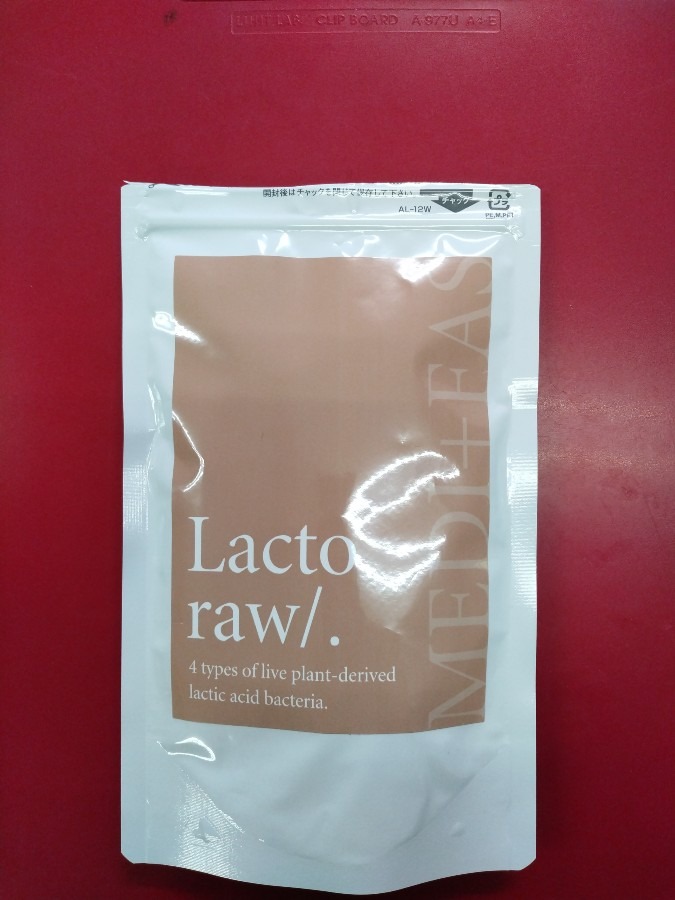 CLIP BOARD A-977U
開封後はチャックを閉じて保存して下さい
チャック
AL-12W
プラ
PE,M,PET
MEDI+EAS
Lacto
raw/.
4 types of live plant-derived
lactic acid bacteria.